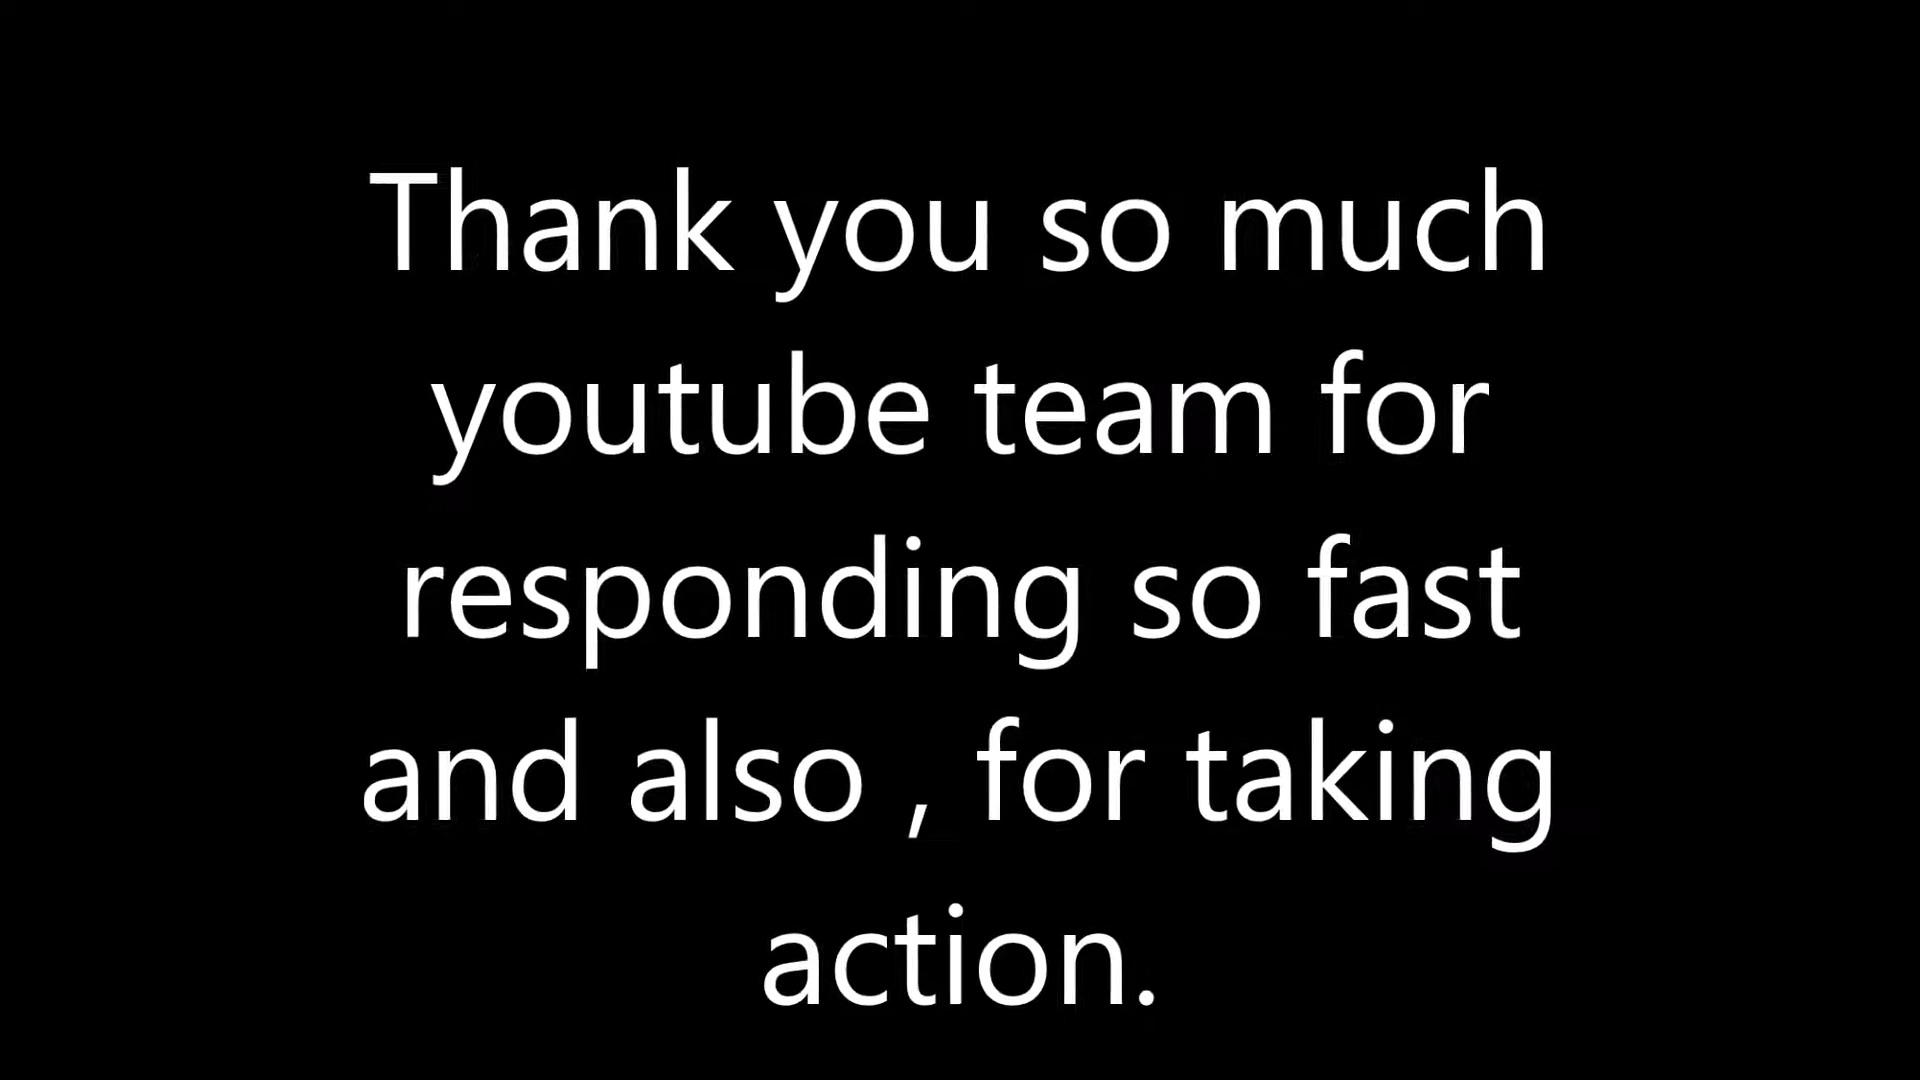 Thank you so much
youtube team for
responding so fast
and also , for taking
action.